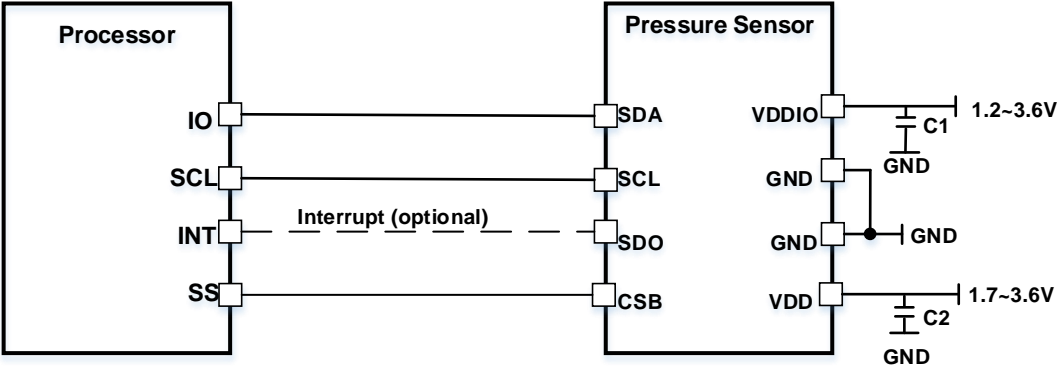 Processor
IO
SCL
INT
SS
Interrupt (optional)
Pressure Sensor
SDA
SCL
SDO
CSB
VDDIO
GND
GND
VDD
1.2~3.6V
C1
GND
GND
1.7~3.6V
C2
GND